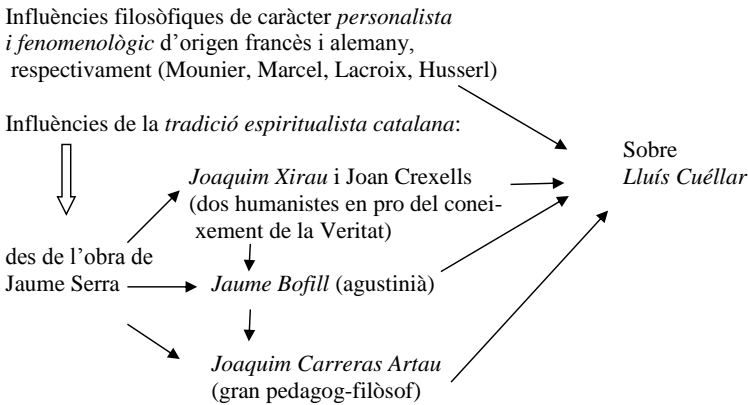 Influències filosòfiques de caràcter personalista
i fenomenològic d’origen francès i alemany,
respectivament (Mounier, Marcel, Lacroix, Husserl)
Influències de la tradició espiritualista catalana:
Sobre
Lluís Cuéllar
Joaquim Xirau i Joan Crexells
(dos humanistes en pro del conei-
xement de la Veritat)
des de l’obra de
Jaume Serra
Jaume Bofill (agustinià)
Joaquim Carreras Artau
(gran pedagog-filòsof)